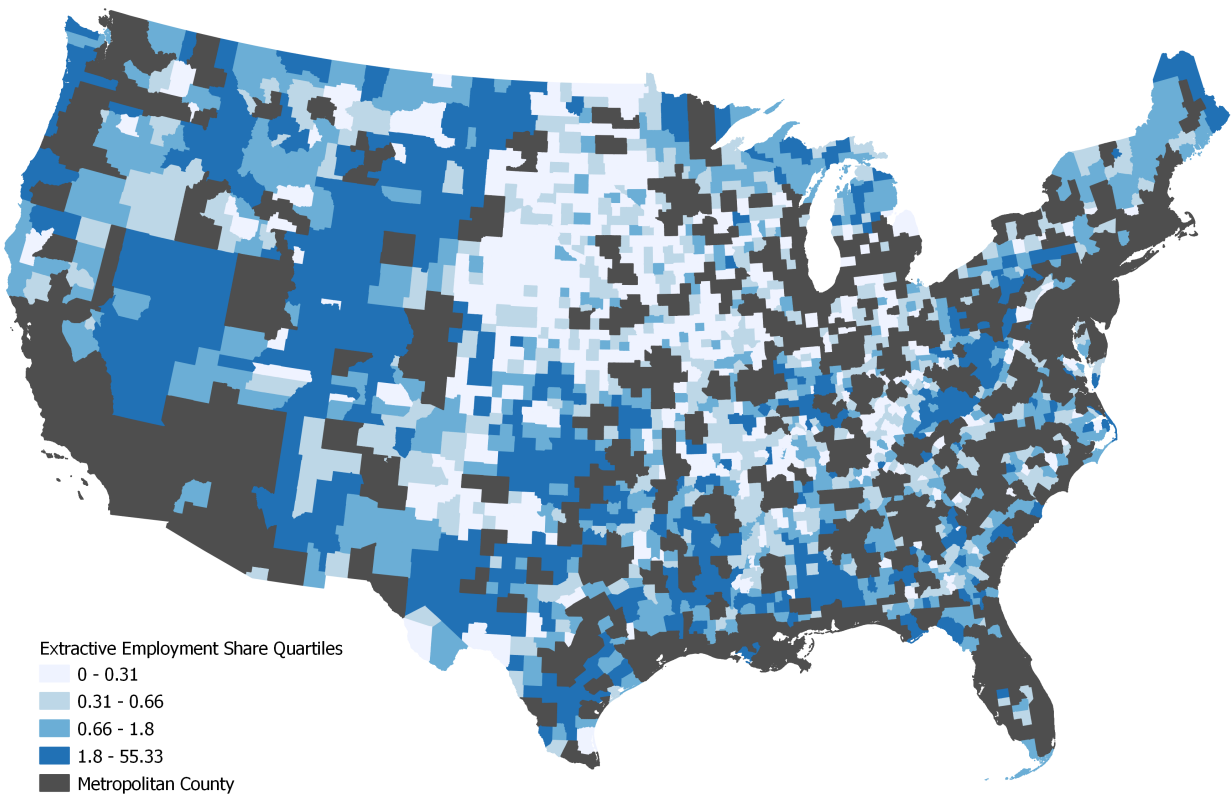 Extractive Employment Share Quartiles
0 - 0.31
0.31 - 0.66
0.66 - 1.8
1.8 - 55.33
Metropolitan County